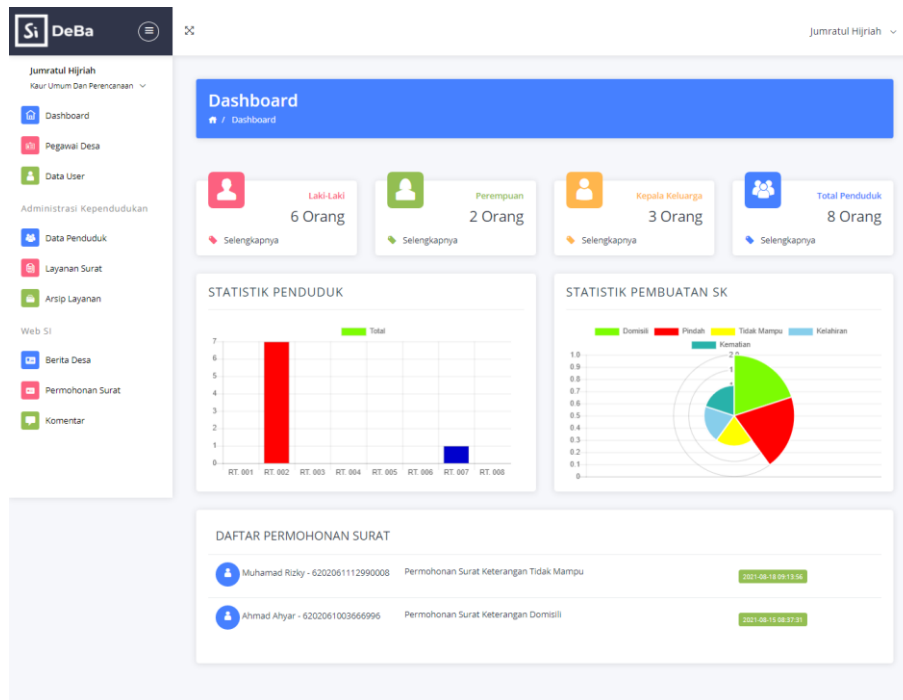 Si DeBa
Jumratul Hijriah
Jumratul Hijriah
Kaur Umum Dan Perencanaan
Dashboard
Pegawai Desa
Data User
Administrasi Kependudukan
Data Penduduk
Layanan Surat
Arsip Layanan
Web SI
Berita Desa
Permohonan Surat
Komentar
Dashboard
/ Dashboard
Laki-Laki
6 Orang
Selengkapnya
Perempuan
2 Orang
Selengkapnya
Kepala Keluarga
3 Orang
Selengkapnya
Total Penduduk
8 Orang
Selengkapnya
STATISTIK PENDUDUK
Total
7
6
5
4
3
2
1
0
RT. 001 RT. 002 RT. 003 RT. 004 RT. 005 RT. 006 RT. 007 RT. 008
STATISTIK PEMBUATAN SK
Domisili Pindah Tidak Mampu Kelahiran
Kematian
1.0
0.9
0.8
0.7
0.6
0.5
0.4
0.3
0.2
0.1
0
DAFTAR PERMOHONAN SURAT
Muhamad Rizky - 6202061112990008 Permohonan Surat Keterangan Tidak Mampu 2021-08-18 09:13:56
Ahmad Ahyar - 6202061003666996 Permohonan Surat Keterangan Domisili 2021-08-15 08:37:31